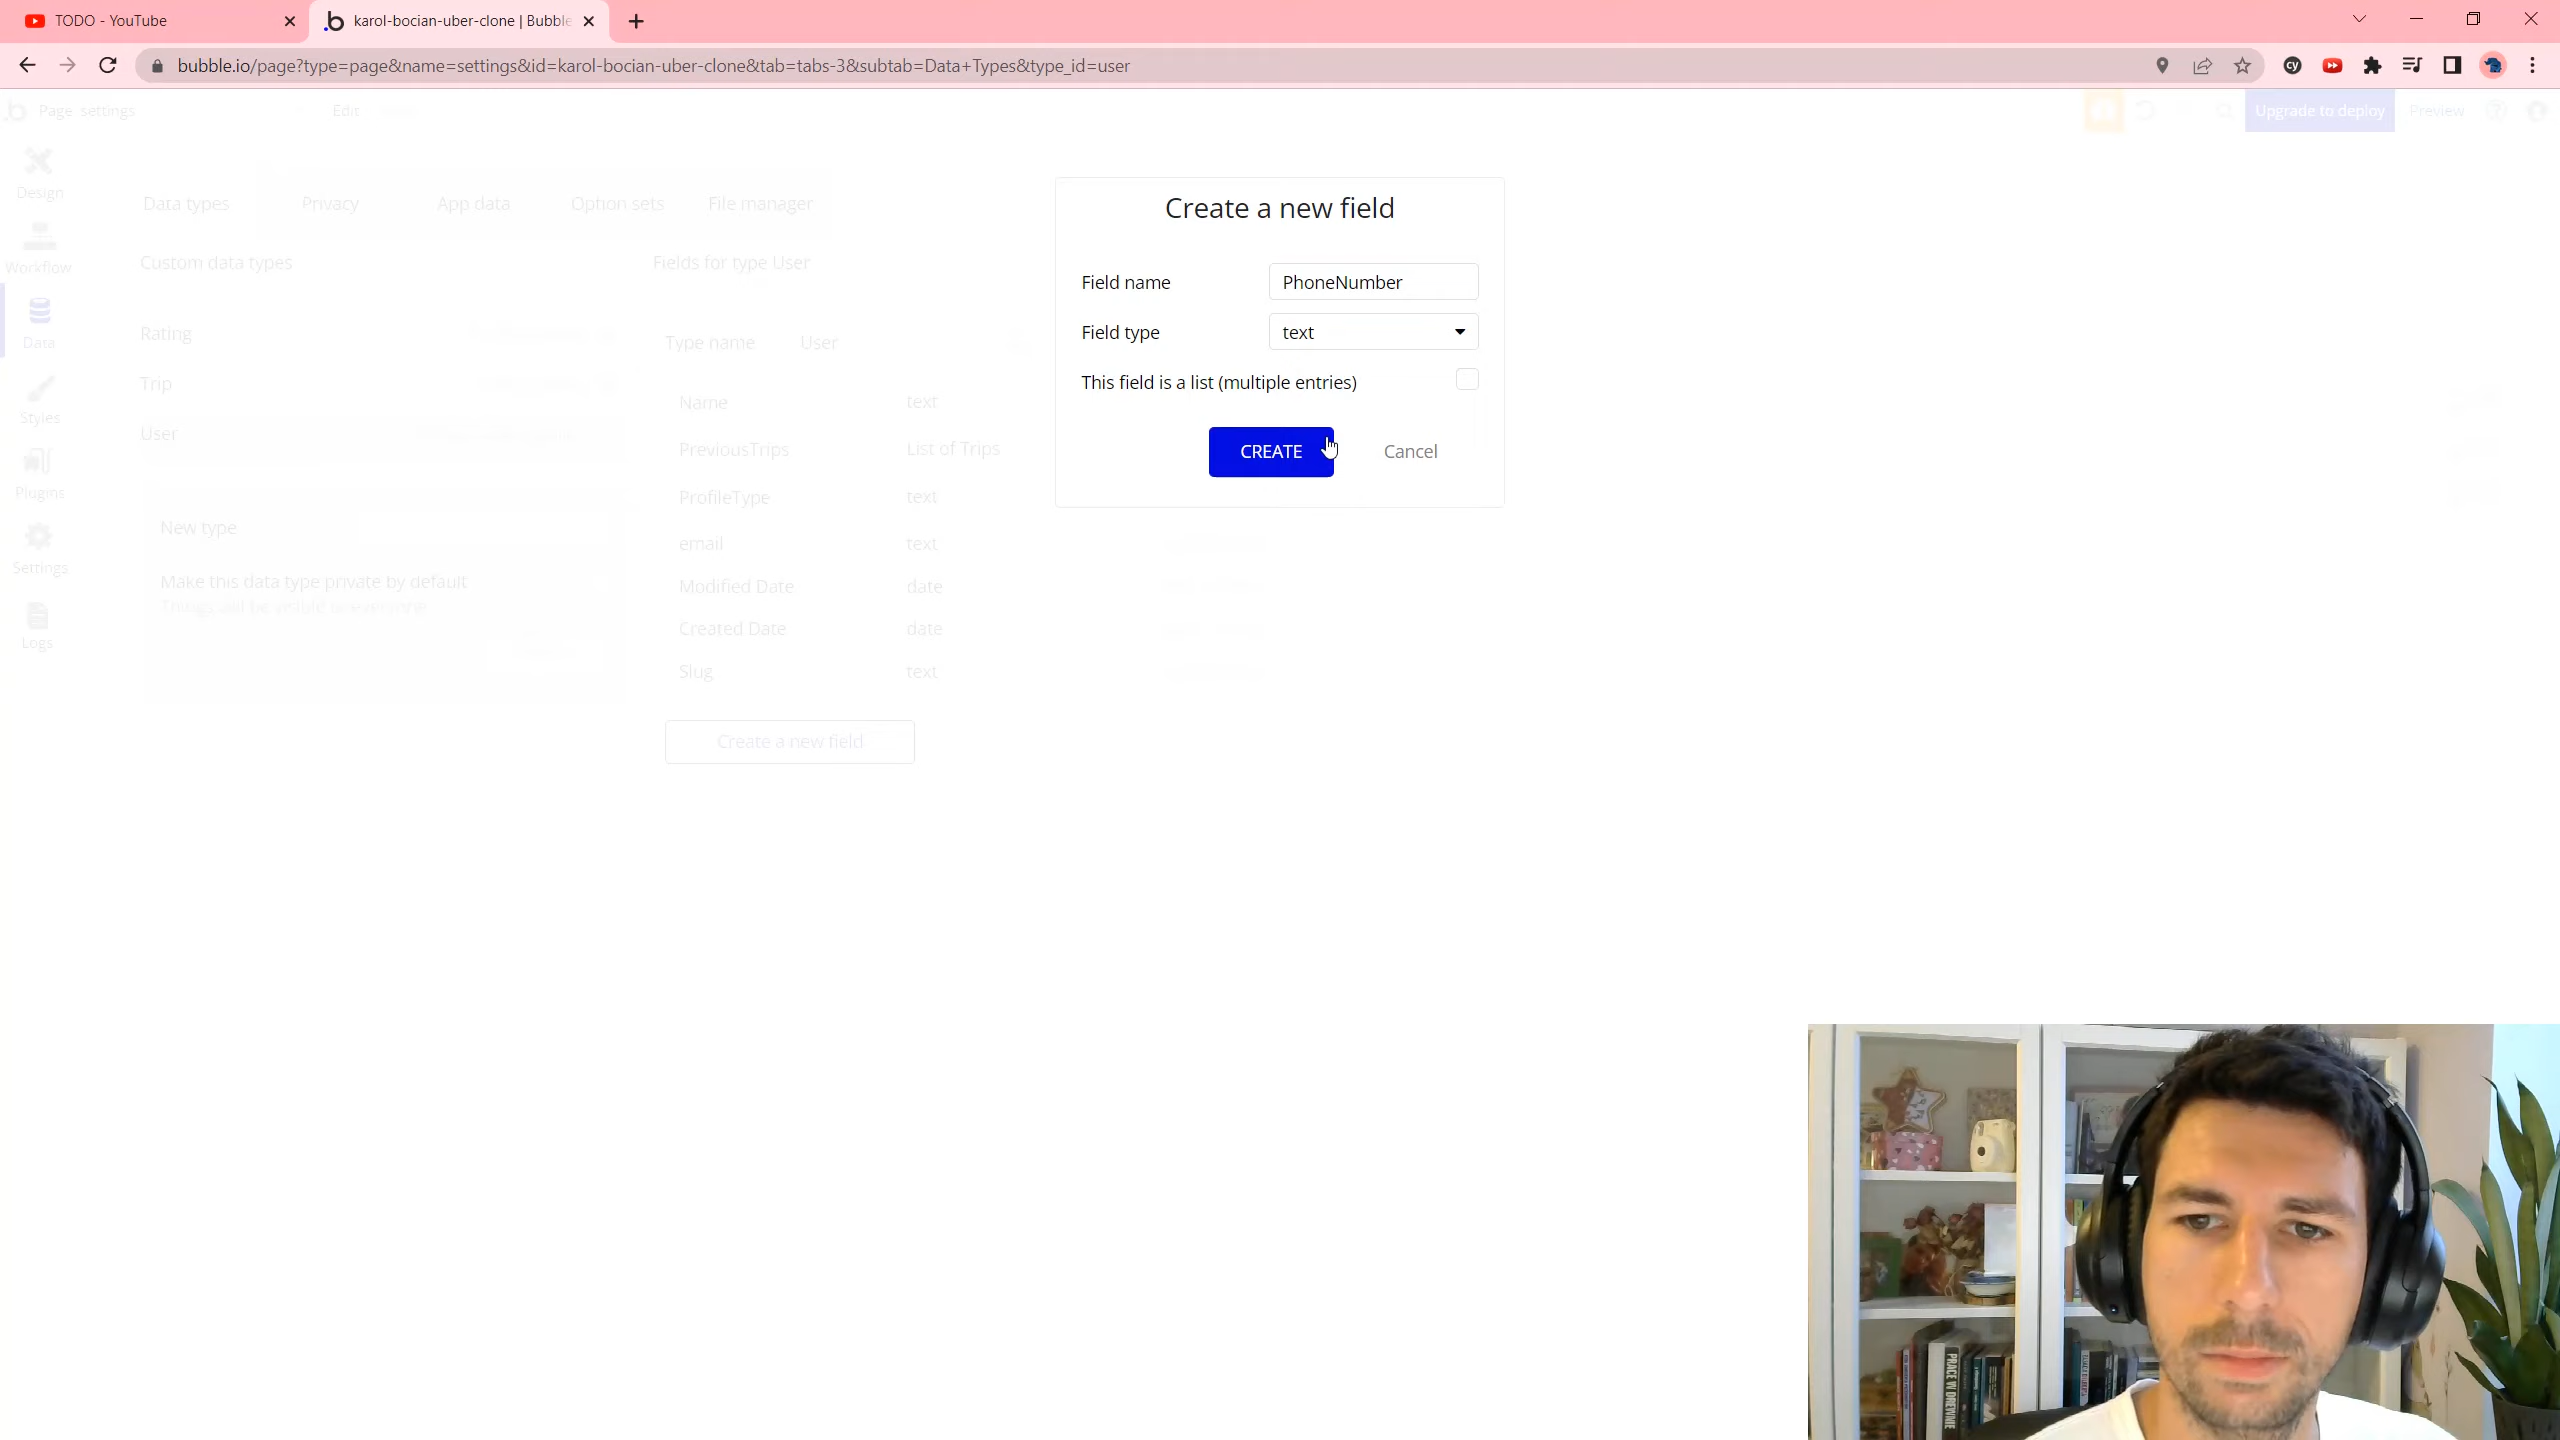 TODO - YouTube
karol-bocian-uber-clone | Bubble
bubble.io/page?type=page&name=settings&id=karol-bocian-uber-clone&tab=tabs-3&subtab=Data+Types&type_id=user
Page settings
Edit
Upgrade to deploy
Preview
Design
Workflow
Data
Styles
Plugins
Settings
Logs
Data types
Privacy
App data
Option sets
File manager
Custom data types
Rating
Trip
User
New type
Make this data type private by default
Fields for type User
Type name User
Name text
PreviousTrips List of Trips
ProfileType text
email text
Modified Date date
Created Date date
Slug text
Create a new field
Create a new field
Field name PhoneNumber
Field type text
This field is a list (multiple entries)
CREATE Cancel
PRACE W DREWNIE